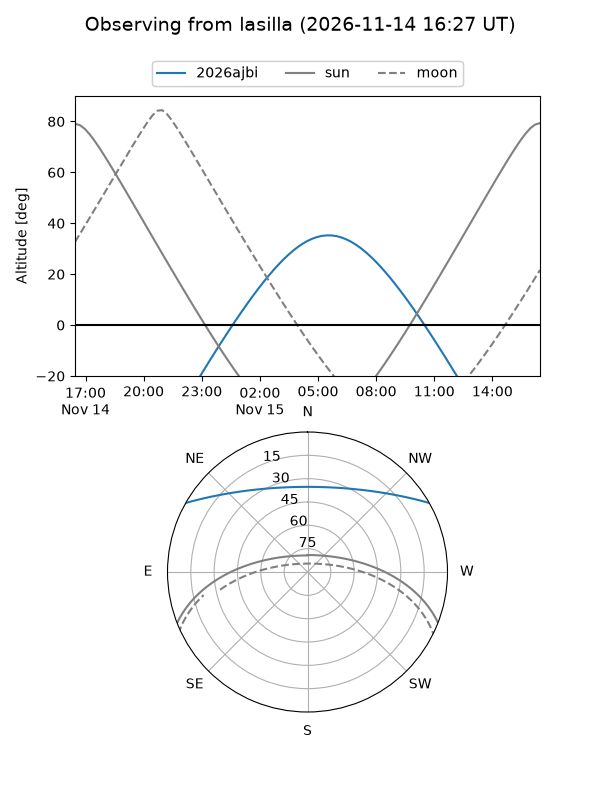 Observing from lasilla (2026-11-14 16:27 UT)
2026ajbi sun moon
80
60
40
20
0
−20
Altitude [deg]
17:00 20:00 23:00 02:00 05:00 08:00 11:00 14:00
Nov 14 Nov 15
N
NE NW
15
30
45
60
75
E W
SE SW
S